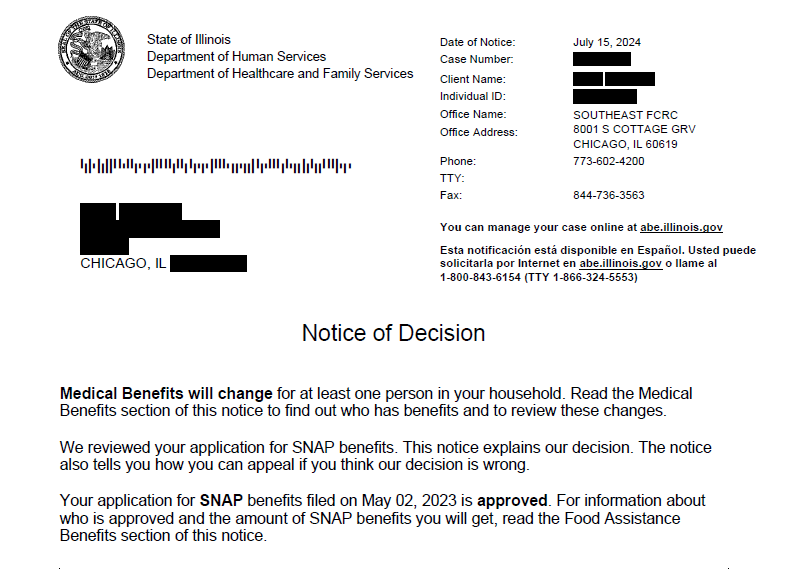 State of Illinois
Department of Human Services
Department of Healthcare and Family Services
Date of Notice: July 15, 2024
Case Number:
Client Name:
Individual ID:
Office Name: SOUTHEAST FCRC
Office Address: 8001 S COTTAGE GRV
CHICAGO, IL 60619
Phone: 773-602-4200
TTY:
Fax: 844-736-3563
You can manage your case online at abe.illinois.gov
Esta notificación está disponible en Español. Usted puede
solicitarla por Internet en abe.illinois.gov o llame al
1-800-843-6154 (TTY 1-866-324-5553)
CHICAGO, IL
Notice of Decision
Medical Benefits will change for at least one person in your household. Read the Medical
Benefits section of this notice to find out who has benefits and to review these changes.
We reviewed your application for SNAP benefits. This notice explains our decision. The notice
also tells you how you can appeal if you think our decision is wrong.
Your application for SNAP benefits filed on May 02, 2023 is approved. For information about
who is approved and the amount of SNAP benefits you will get, read the Food Assistance
Benefits section of this notice.